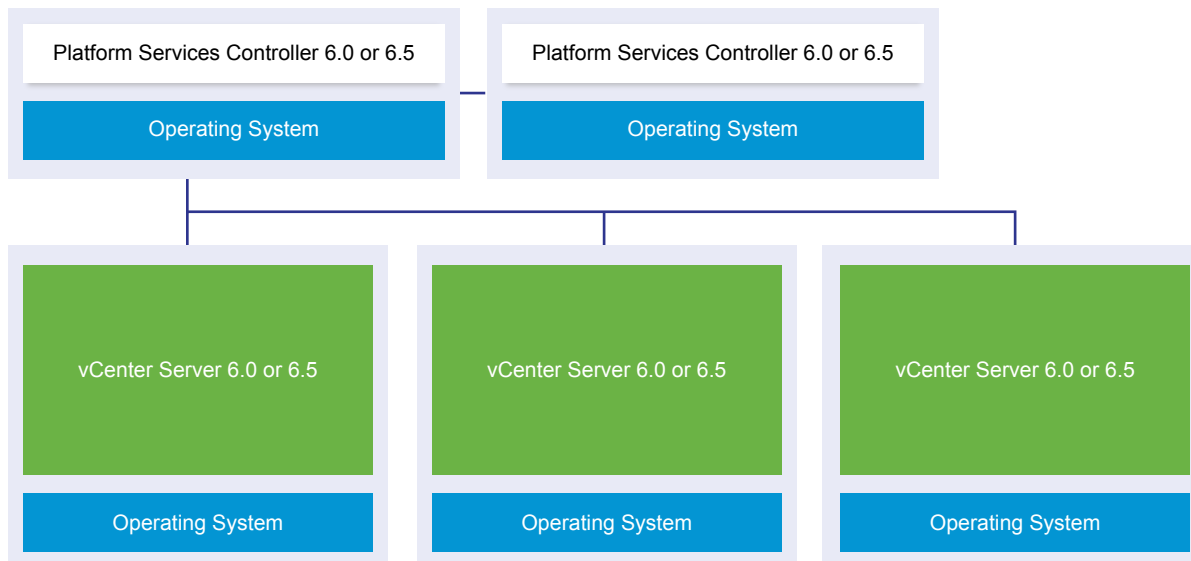 Platform Services Controller 6.0 or 6.5
Platform Services Controller 6.0 or 6.5
Operating System
Operating System
vCenter Server 6.0 or 6.5
vCenter Server 6.0 or 6.5
vCenter Server 6.0 or 6.5
Operating System
Operating System
Operating System